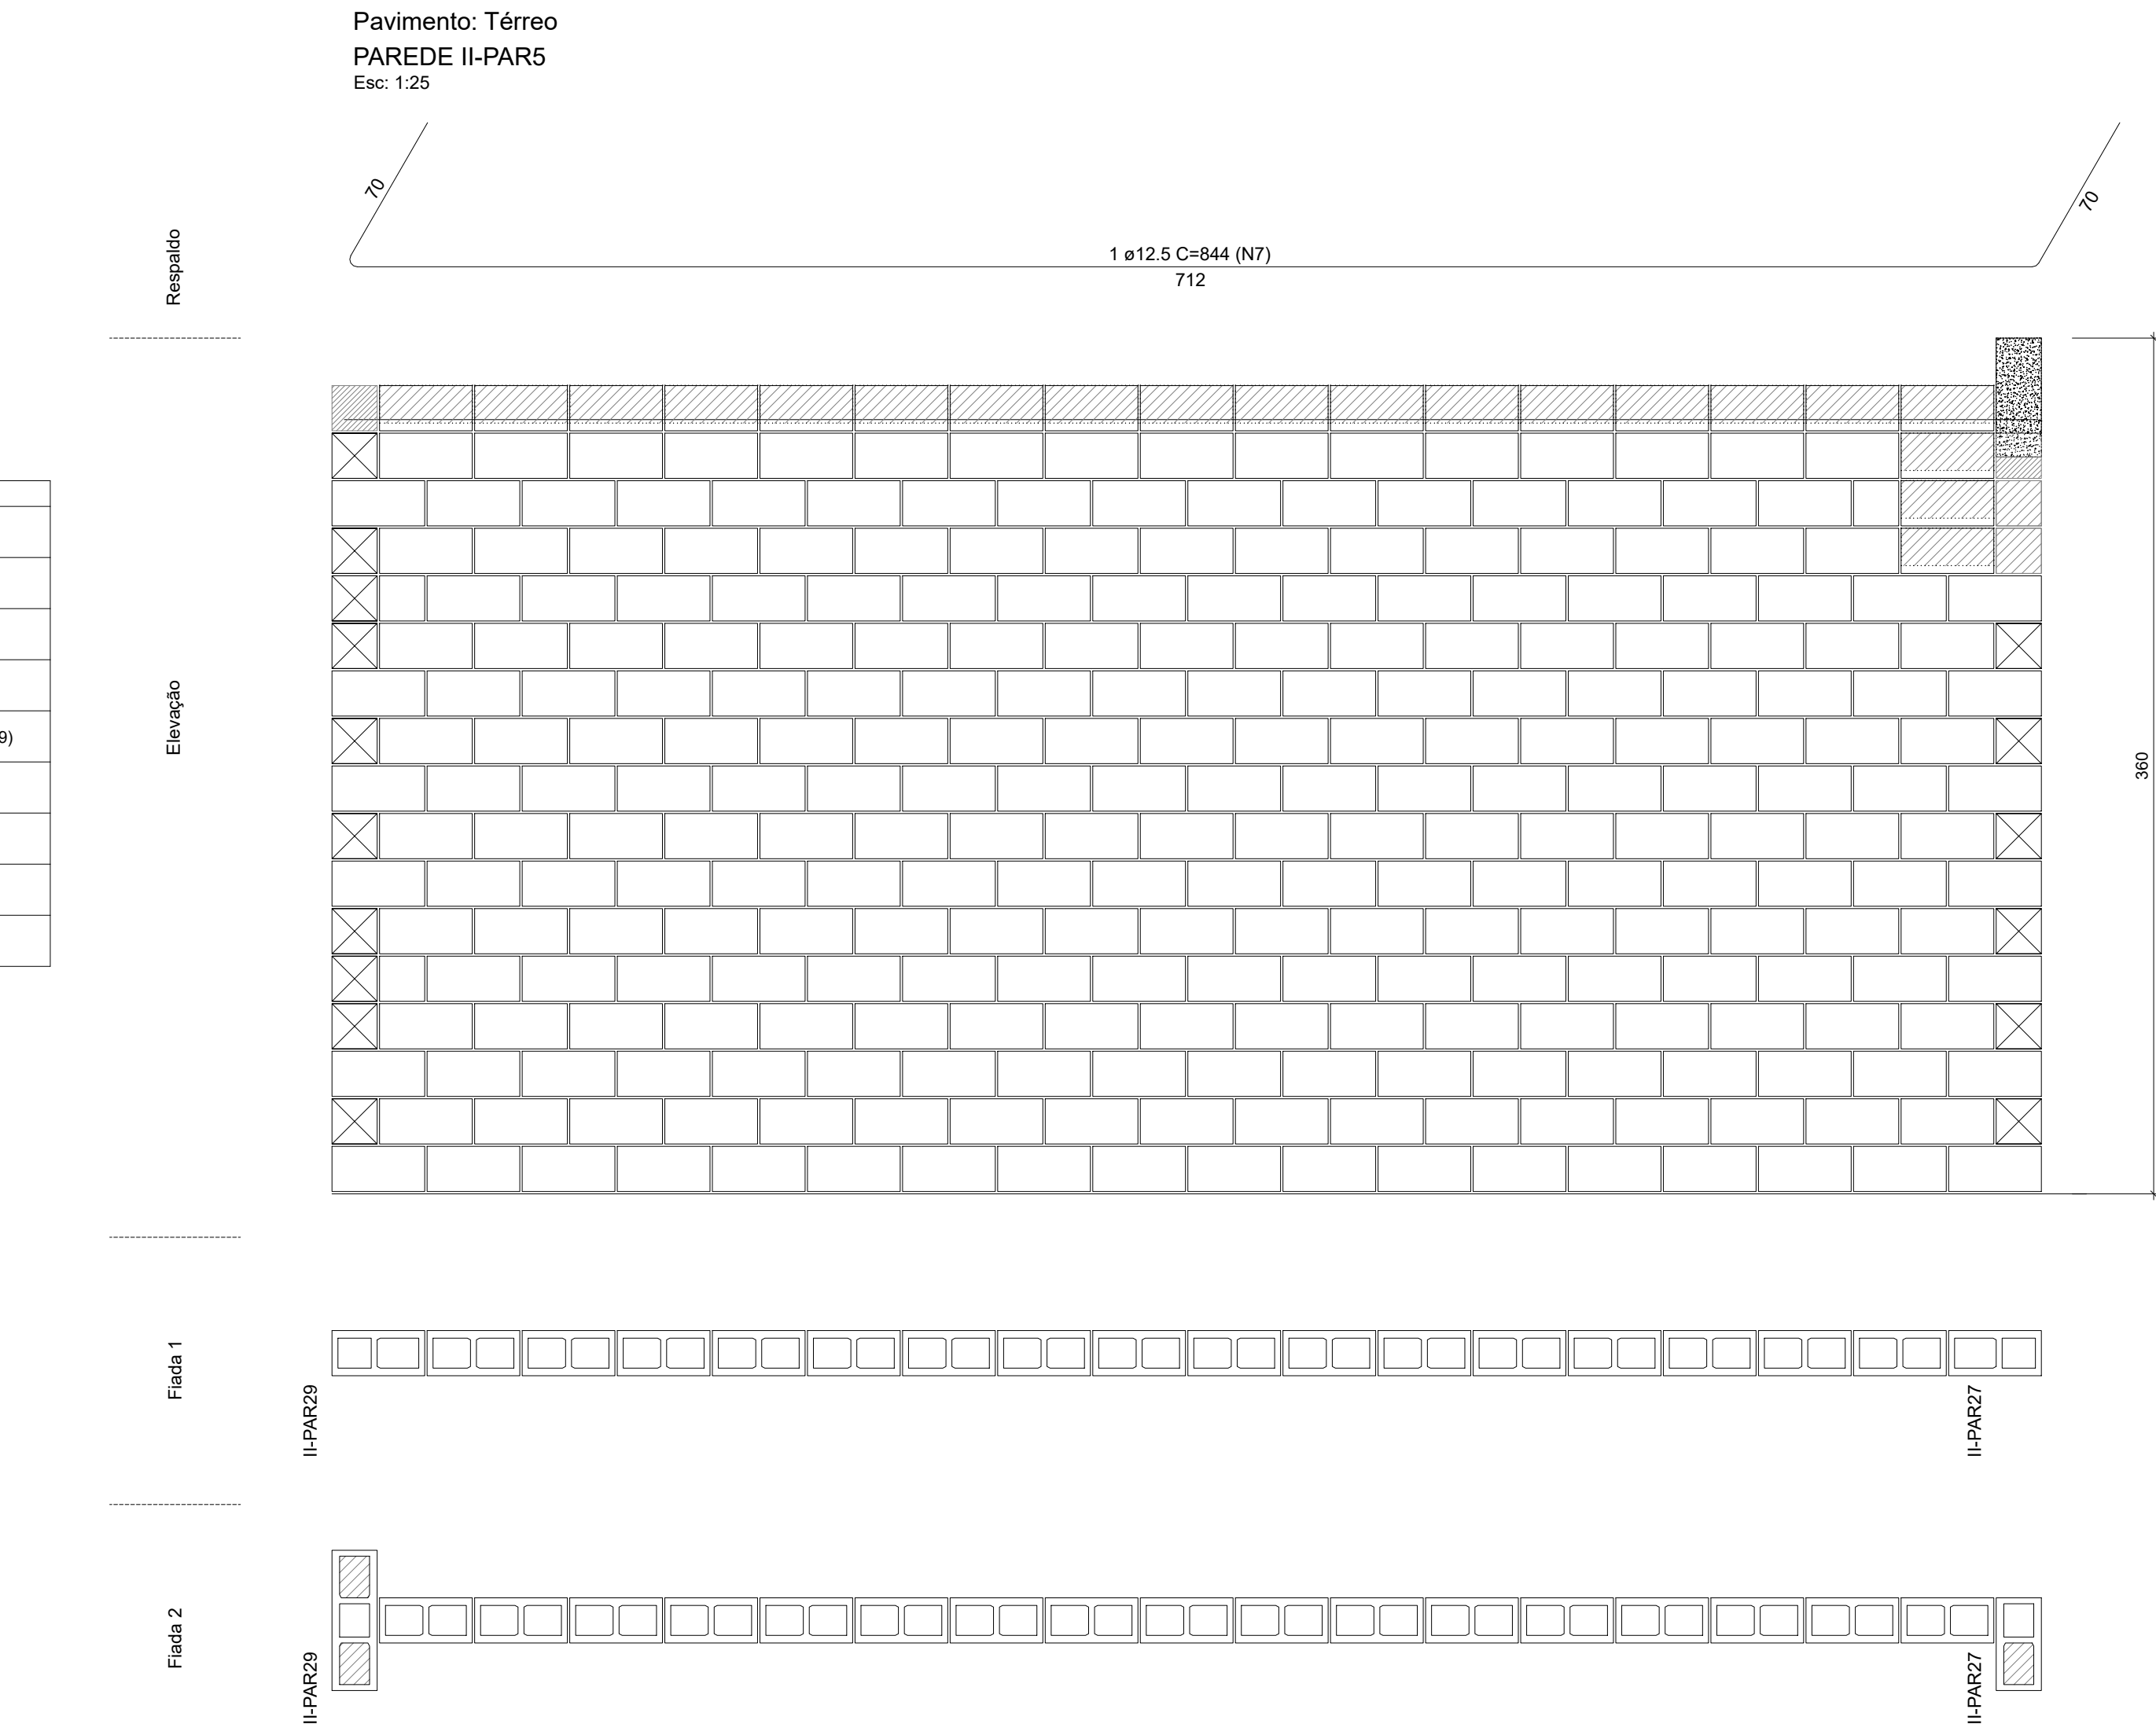 Pavimento: Térreo
PAREDE II-PAR5
Esc: 1:25
70
70
Respaldo
1 ø12.5 C=844 (N7)
712
Elevação
9)
360
Fiada 1
II-PAR29
II-PAR27
Fiada 2
II-PAR29
II-PAR27